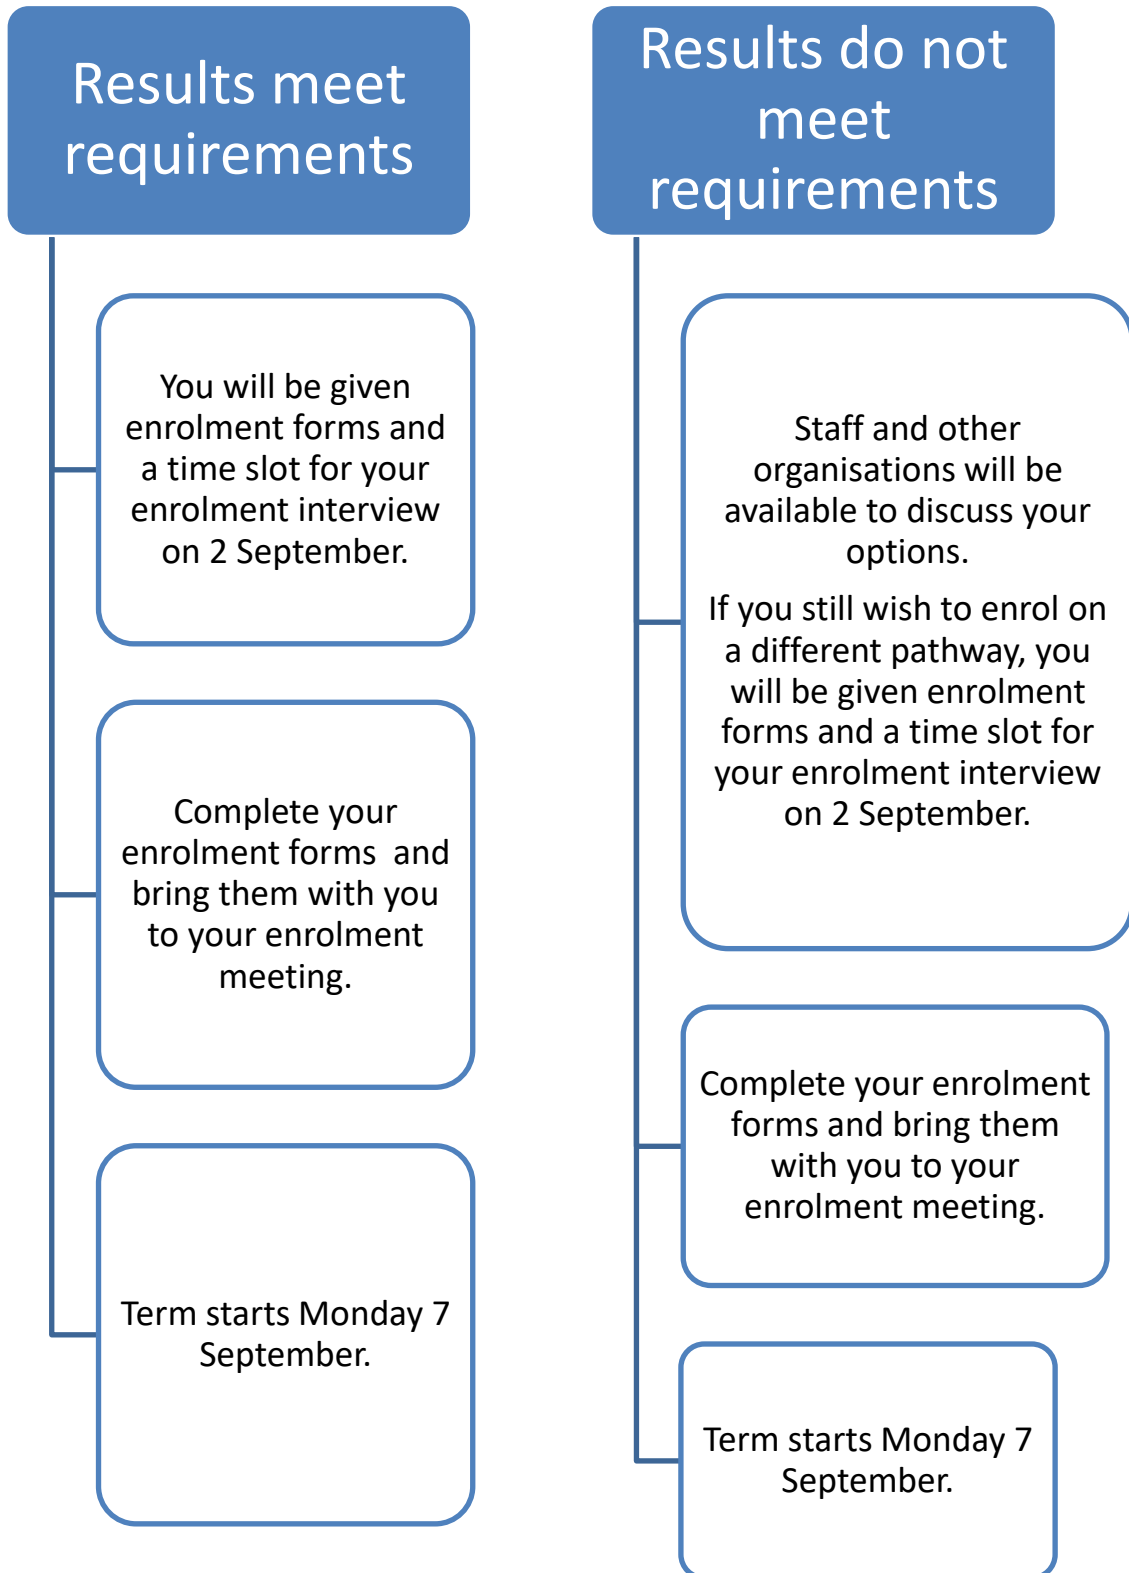 Results meet
requirements
You will be given
enrolment forms and
a time slot for your
enrolment interview
on 2 September.
Complete your
enrolment forms  and
bring them with you
to your enrolment
meeting.
Term starts Monday 7
September.
Results do not
meet
requirements
Staff and other
organisations will be
available to discuss your
options.
If you still wish to enrol on
a different pathway, you
will be given enrolment
forms and a time slot for
your enrolment interview
on 2 September.
Complete your enrolment
forms and bring them
with you to your
enrolment meeting.
Term starts Monday 7
September.